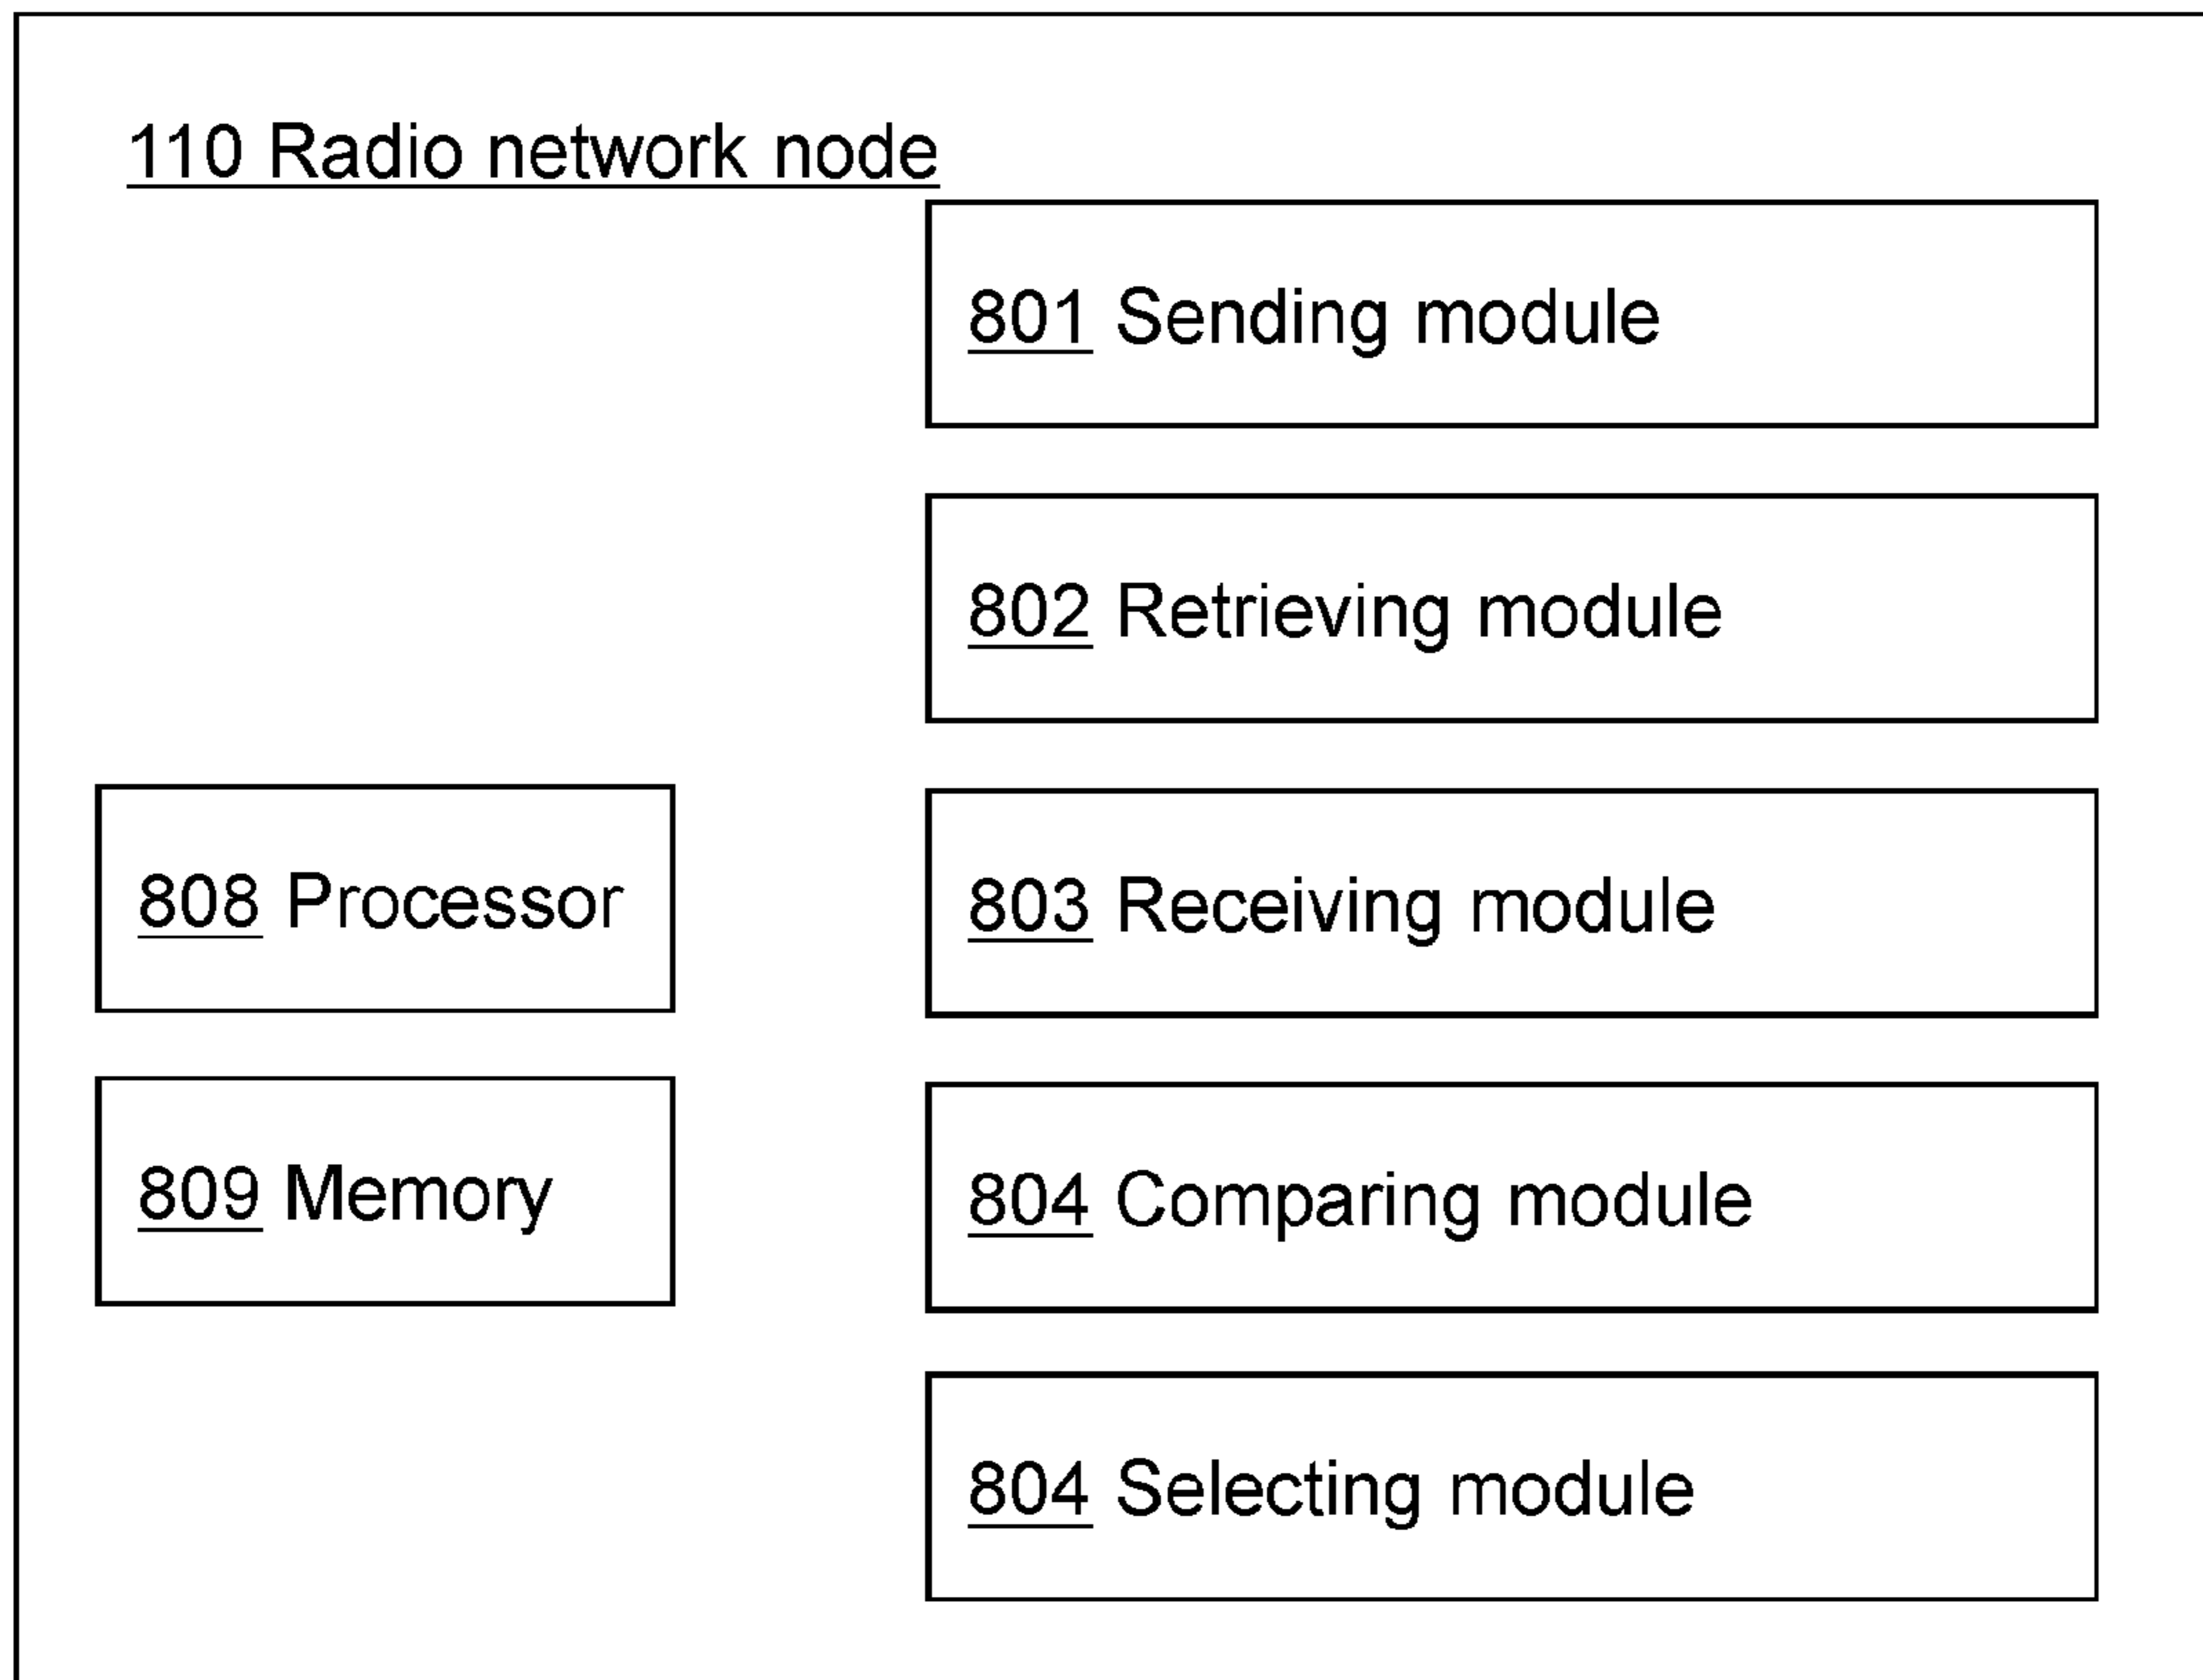 110 Radio network node
801 Sending module
802 Retrieving module
808 Processor
803 Receiving module
809 Memory
804 Comparing module
804 Selecting module